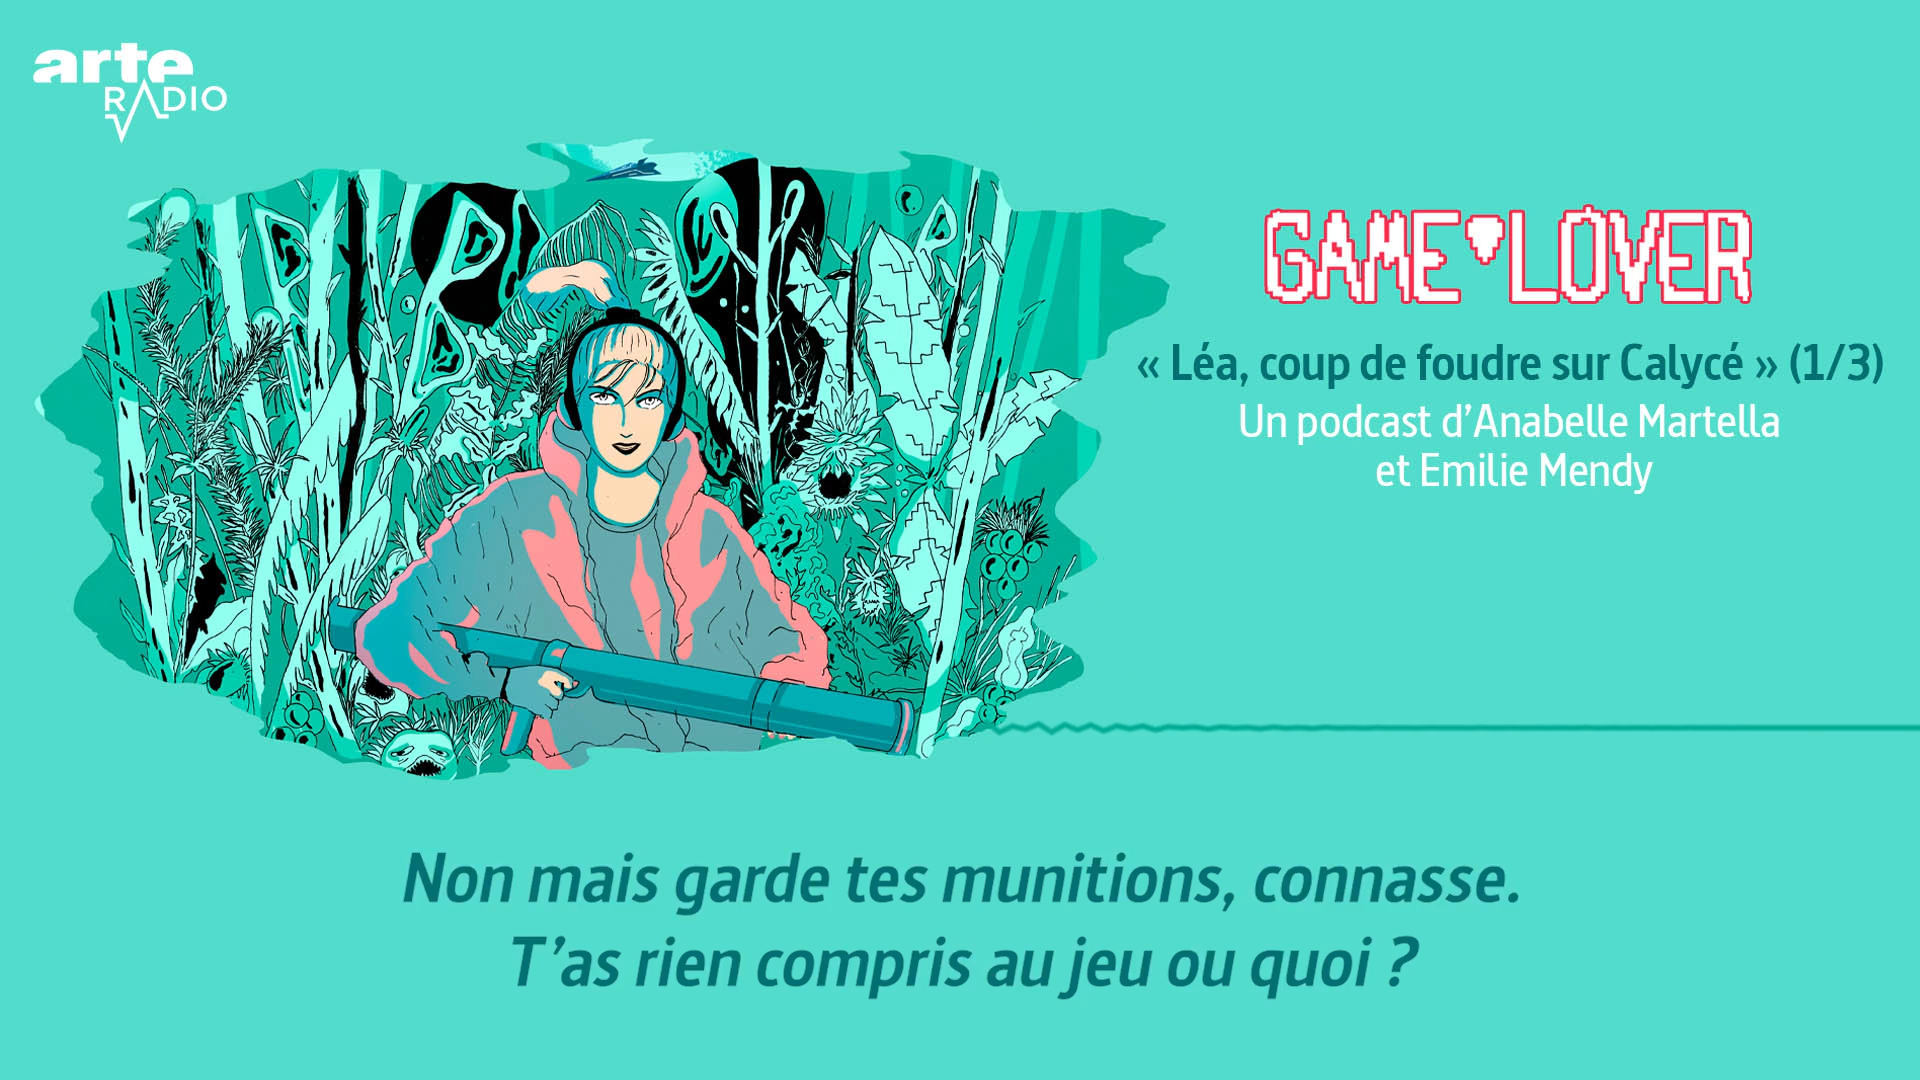 arte
RADIO
GAME♥LOVER
« Léa, coup de foudre sur Calycé » (1/3)
Un podcast d’Anabelle Martella
et Emilie Mendy
Non mais garde tes munitions, connasse.
T’as rien compris au jeu ou quoi ?